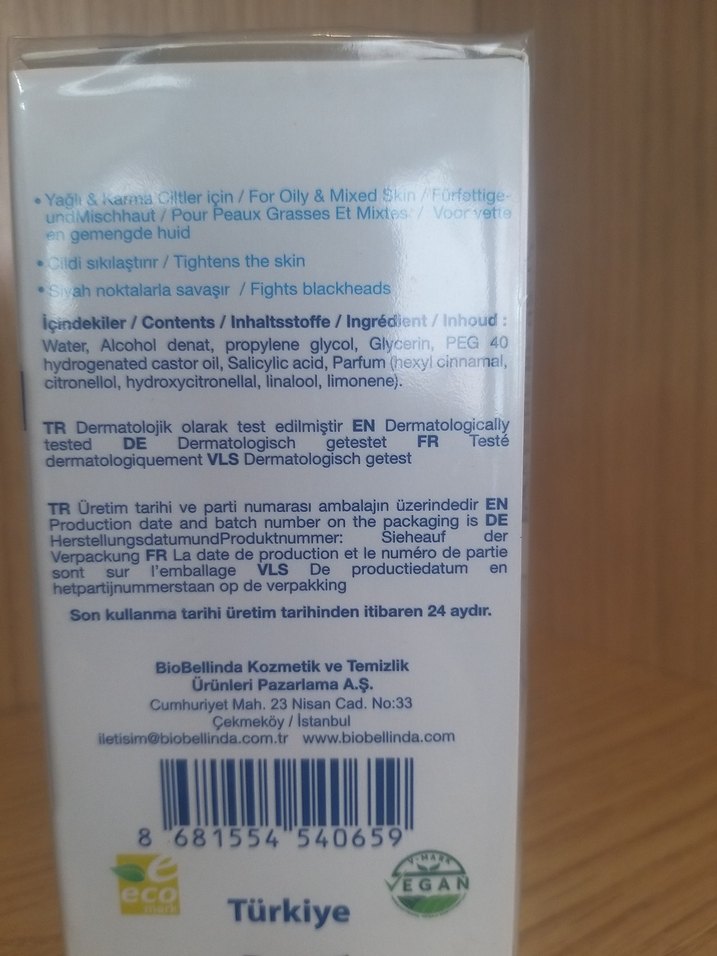 • Yağlı & Karma Ciltler için / For Oily & Mixed Skin / Fürfettige-
undMischhaut / Pour Peaux Grasses Et Mixtes / Voor vette
en gemengde huid
• Cildi sıkılaştırır / Tightens the skin
• Siyah noktalarla savaşır / Fights blackheads
İçindekiler / Contents / Inhaltsstoffe / Ingrédient / Inhoud :
Water, Alcohol denat, propylene glycol, Glycerin, PEG 40
hydrogenated castor oil, Salicylic acid, Parfum (hexyl cinnamal,
citronellol, hydroxycitronellal, linalool, limonene).
TR Dermatolojik olarak test edilmiştir EN Dermatologically
tested DE Dermatologisch getestet FR Testé
dermatologiquement VLS Dermatologisch getest
TR Üretim tarihi ve parti numarası ambalajın üzerindedir EN
Production date and batch number on the packaging is DE
HerstellungsdatumundProduktnummer: Sieheauf der
Verpackung FR La date de production et le numéro de partie
sont sur l'emballage VLS De productiedatum en
hetpartijnummerstaan op de verpakking
Son kullanma tarihi üretim tarihinden itibaren 24 aydır.
BioBellinda Kozmetik ve Temizlik
Ürünleri Pazarlama A.Ş.
Cumhuriyet Mah. 23 Nisan Cad. No:33
Çekmeköy / İstanbul
iletisim@biobellinda.com.tr www.biobellinda.com
8 681554 540659
e
eco
mark
V-MARK
VEGAN
Türkiye